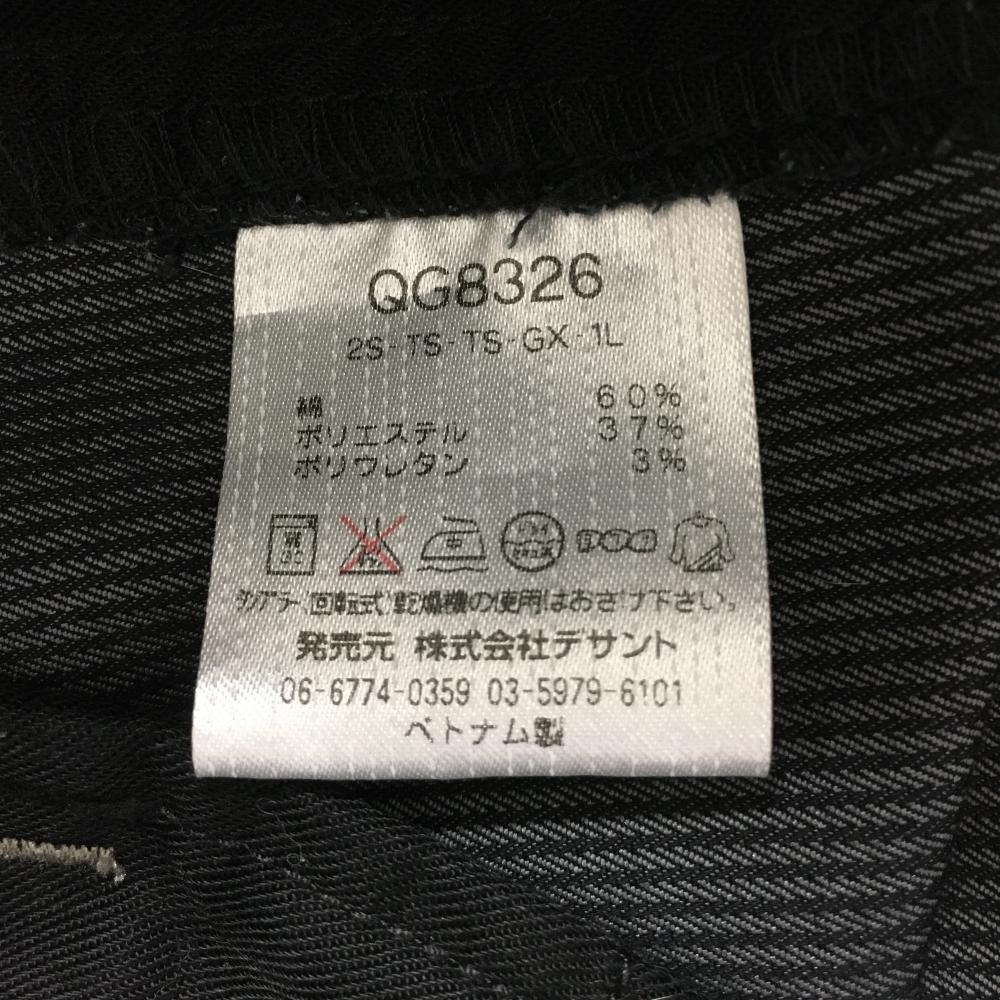 QG8326
2S-TS-TS-GX-1L
綿 60%
ポリエステル 37%
ポリウレタン 3%
タンブラー 回転式 乾燥機の使用はおさけ下さい。
発売元 株式会社デサント
06-6774-0359 03-5979-6101
ベトナム製